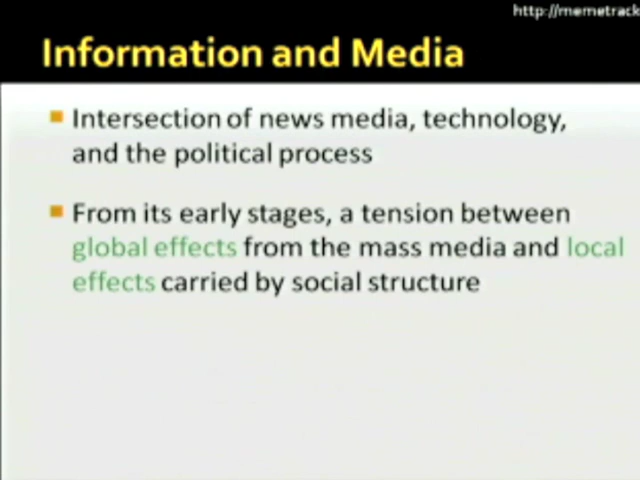 http://memetrack
Information and Media
Intersection of news media, technology,
and the political process
From its early stages, a tension between
global effects from the mass media and local
effects carried by social structure